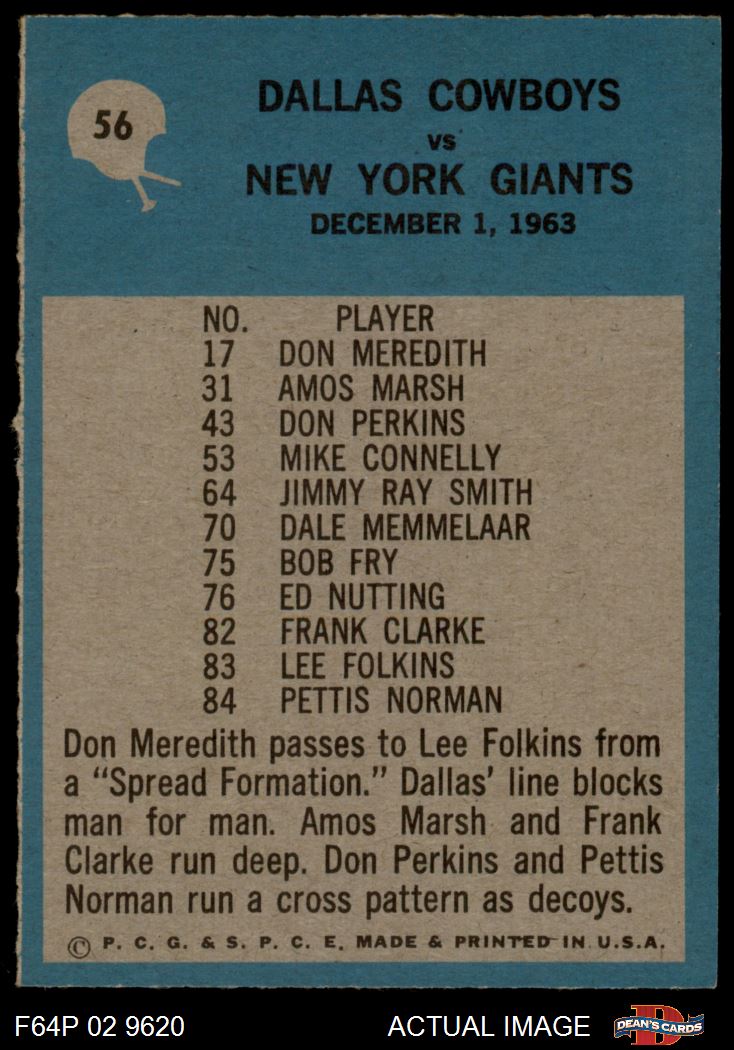 56
DALLAS COWBOYS
vs
NEW YORK GIANTS
DECEMBER 1, 1963
NO. PLAYER
17 DON MEREDITH
31 AMOS MARSH
43 DON PERKINS
53 MIKE CONNELLY
64 JIMMY RAY SMITH
70 DALE MEMMELAAR
75 BOB FRY
76 ED NUTTING
82 FRANK CLARKE
83 LEE FOLKINS
84 PETTIS NORMAN
Don Meredith passes to Lee Folkins from
a “Spread Formation.” Dallas’ line blocks
man for man. Amos Marsh and Frank
Clarke run deep. Don Perkins and Pettis
Norman run a cross pattern as decoys.
© P. C. G. & S. P. C. E. MADE & PRINTED IN U.S.A.
F64P 02 9620 ACTUAL IMAGE D DEAN'S CARDS